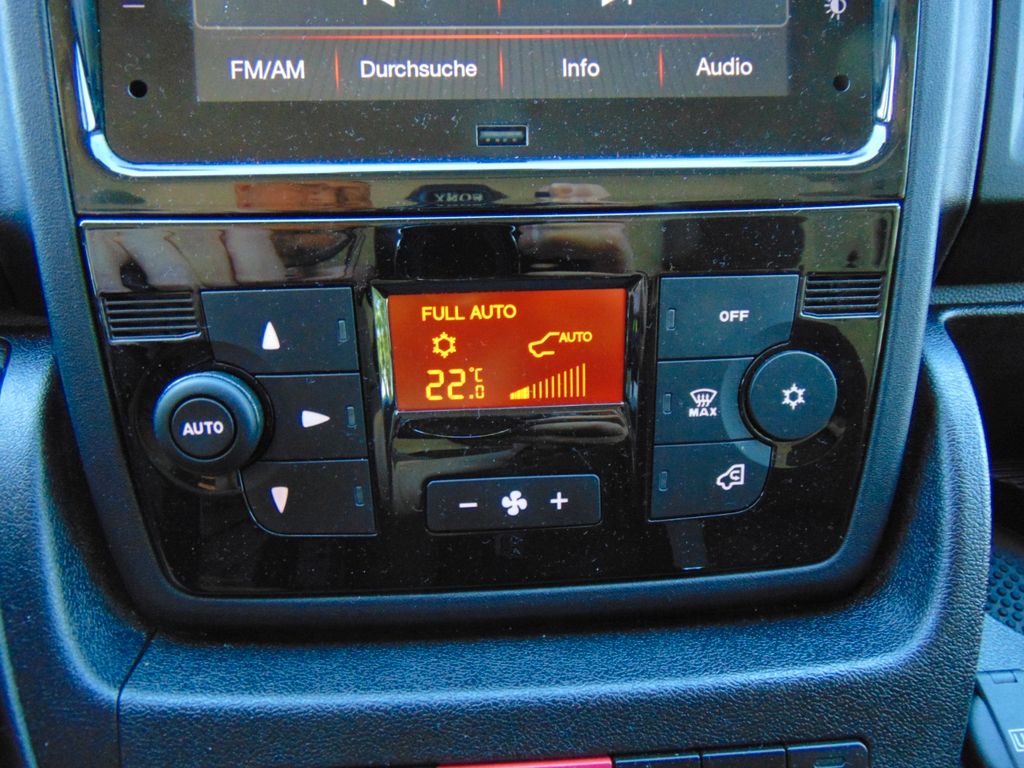 FM/AM Durchsuche Info Audio
FULL AUTO
AUTO
22.0 °C
OFF
AUTO
MAX
- +